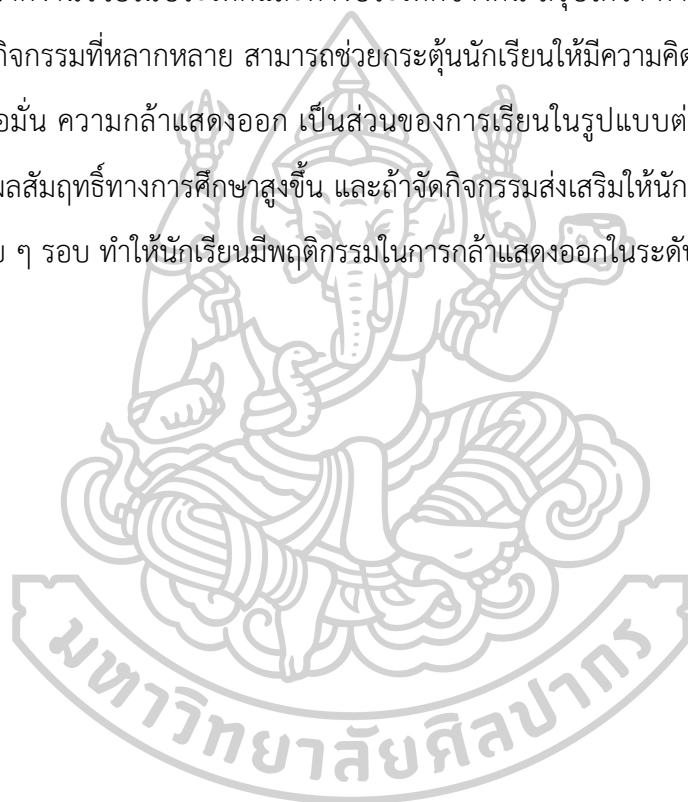 กิจกรรมที่หลากหลาย สามารถช่วยกระตุ้นนักเรียนให้มีความคิด
อมั่น ความกล้าแสดงออก เป็นส่วนของการเรียนในรูปแบบต่
ผลสัมฤทธิ์ทางการศึกษาสูงขึ้น และถ้าจัดกิจกรรมส่งเสริมให้นัก
ย ๆ รอบ ทำให้นักเรียนมีพฤติกรรมในการกล้าแสดงออกในระดับ
มหาวิทยาลัยศิลปากร